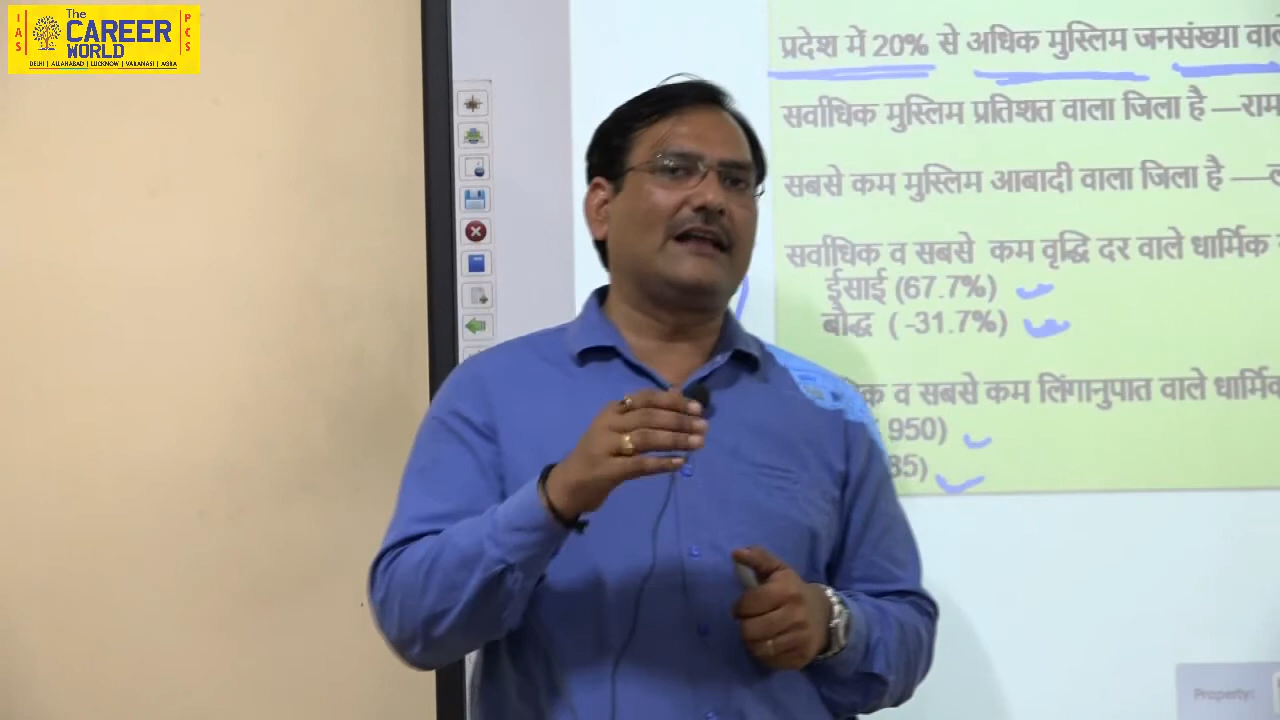 The
IAS
CAREER
PCS
WORLD
DELHI | ALLAHABAD | LUCKNOW | VARANASI | AGRA
प्रदेश में 20% से अधिक मुस्लिम जनसंख्या
सर्वाधिक मुस्लिम प्रतिशत वाला जिला है —राम
सबसे कम मुस्लिम आबादी वाला जिला है —
सर्वाधिक व सबसे कम वृद्धि दर वाले धार्मिक
ईसाई (67.7%)
बौद्ध ( -31.7%)
व सबसे कम लिंगानुपात वाले
950)
85)
Property: